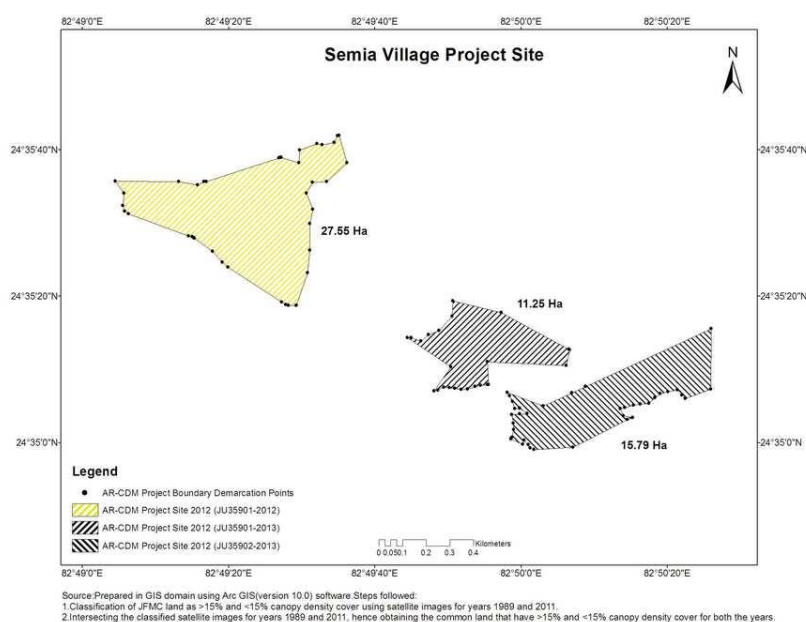 82°49'0"E 82°49'20"E 82°49'40"E 82°50'0"E 82°50'20"E
Semia Village Project Site
N
24°35'40"N 24°35'40"N
27.55 Ha
24°35'20"N 24°35'20"N
11.25 Ha
24°35'0"N 24°35'0"N
15.79 Ha
Legend
AR-CDM Project Boundary Demarcation Points
AR-CDM Project Site 2012 (JU35901-2012)
AR-CDM Project Site 2012 (JU35901-2013)
AR-CDM Project Site 2012 (JU35902-2013)
Kilometers
0 0.050.1 0.2 0.3 0.4
82°49'0"E 82°49'20"E 82°49'40"E 82°50'0"E 82°50'20"E
Source:Prepared in GIS domain using Arc GIS(version 10.0) software.Steps followed:
1.Classification of JFMC land as >15% and <15% canopy density cover using satellite images for years 1989 and 2011.
2.Intersecting the classified satellite images for years 1989 and 2011, hence obtaining the common land that have >15% and <15% canopy density cover for both the years.